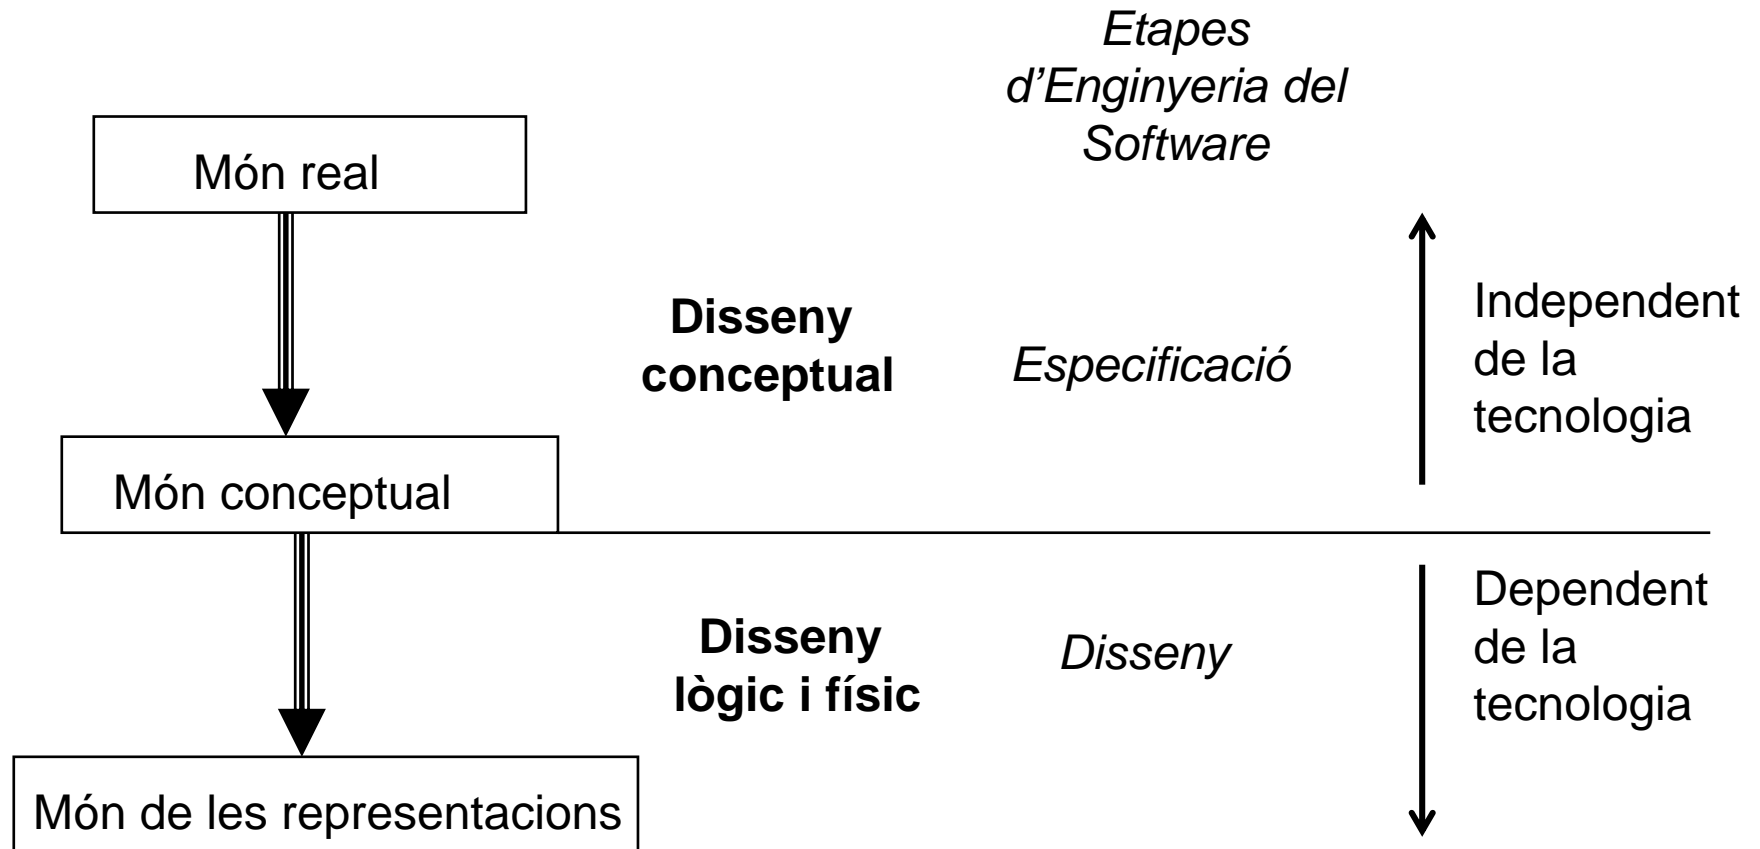 Etapes
d’Enginyeria del
Software
Món real
Disseny
conceptual
Especificació
Independent
de la
tecnologia
Món conceptual
Disseny
lògic i físic
Disseny
Dependent
de la
tecnologia
Món de les representacions